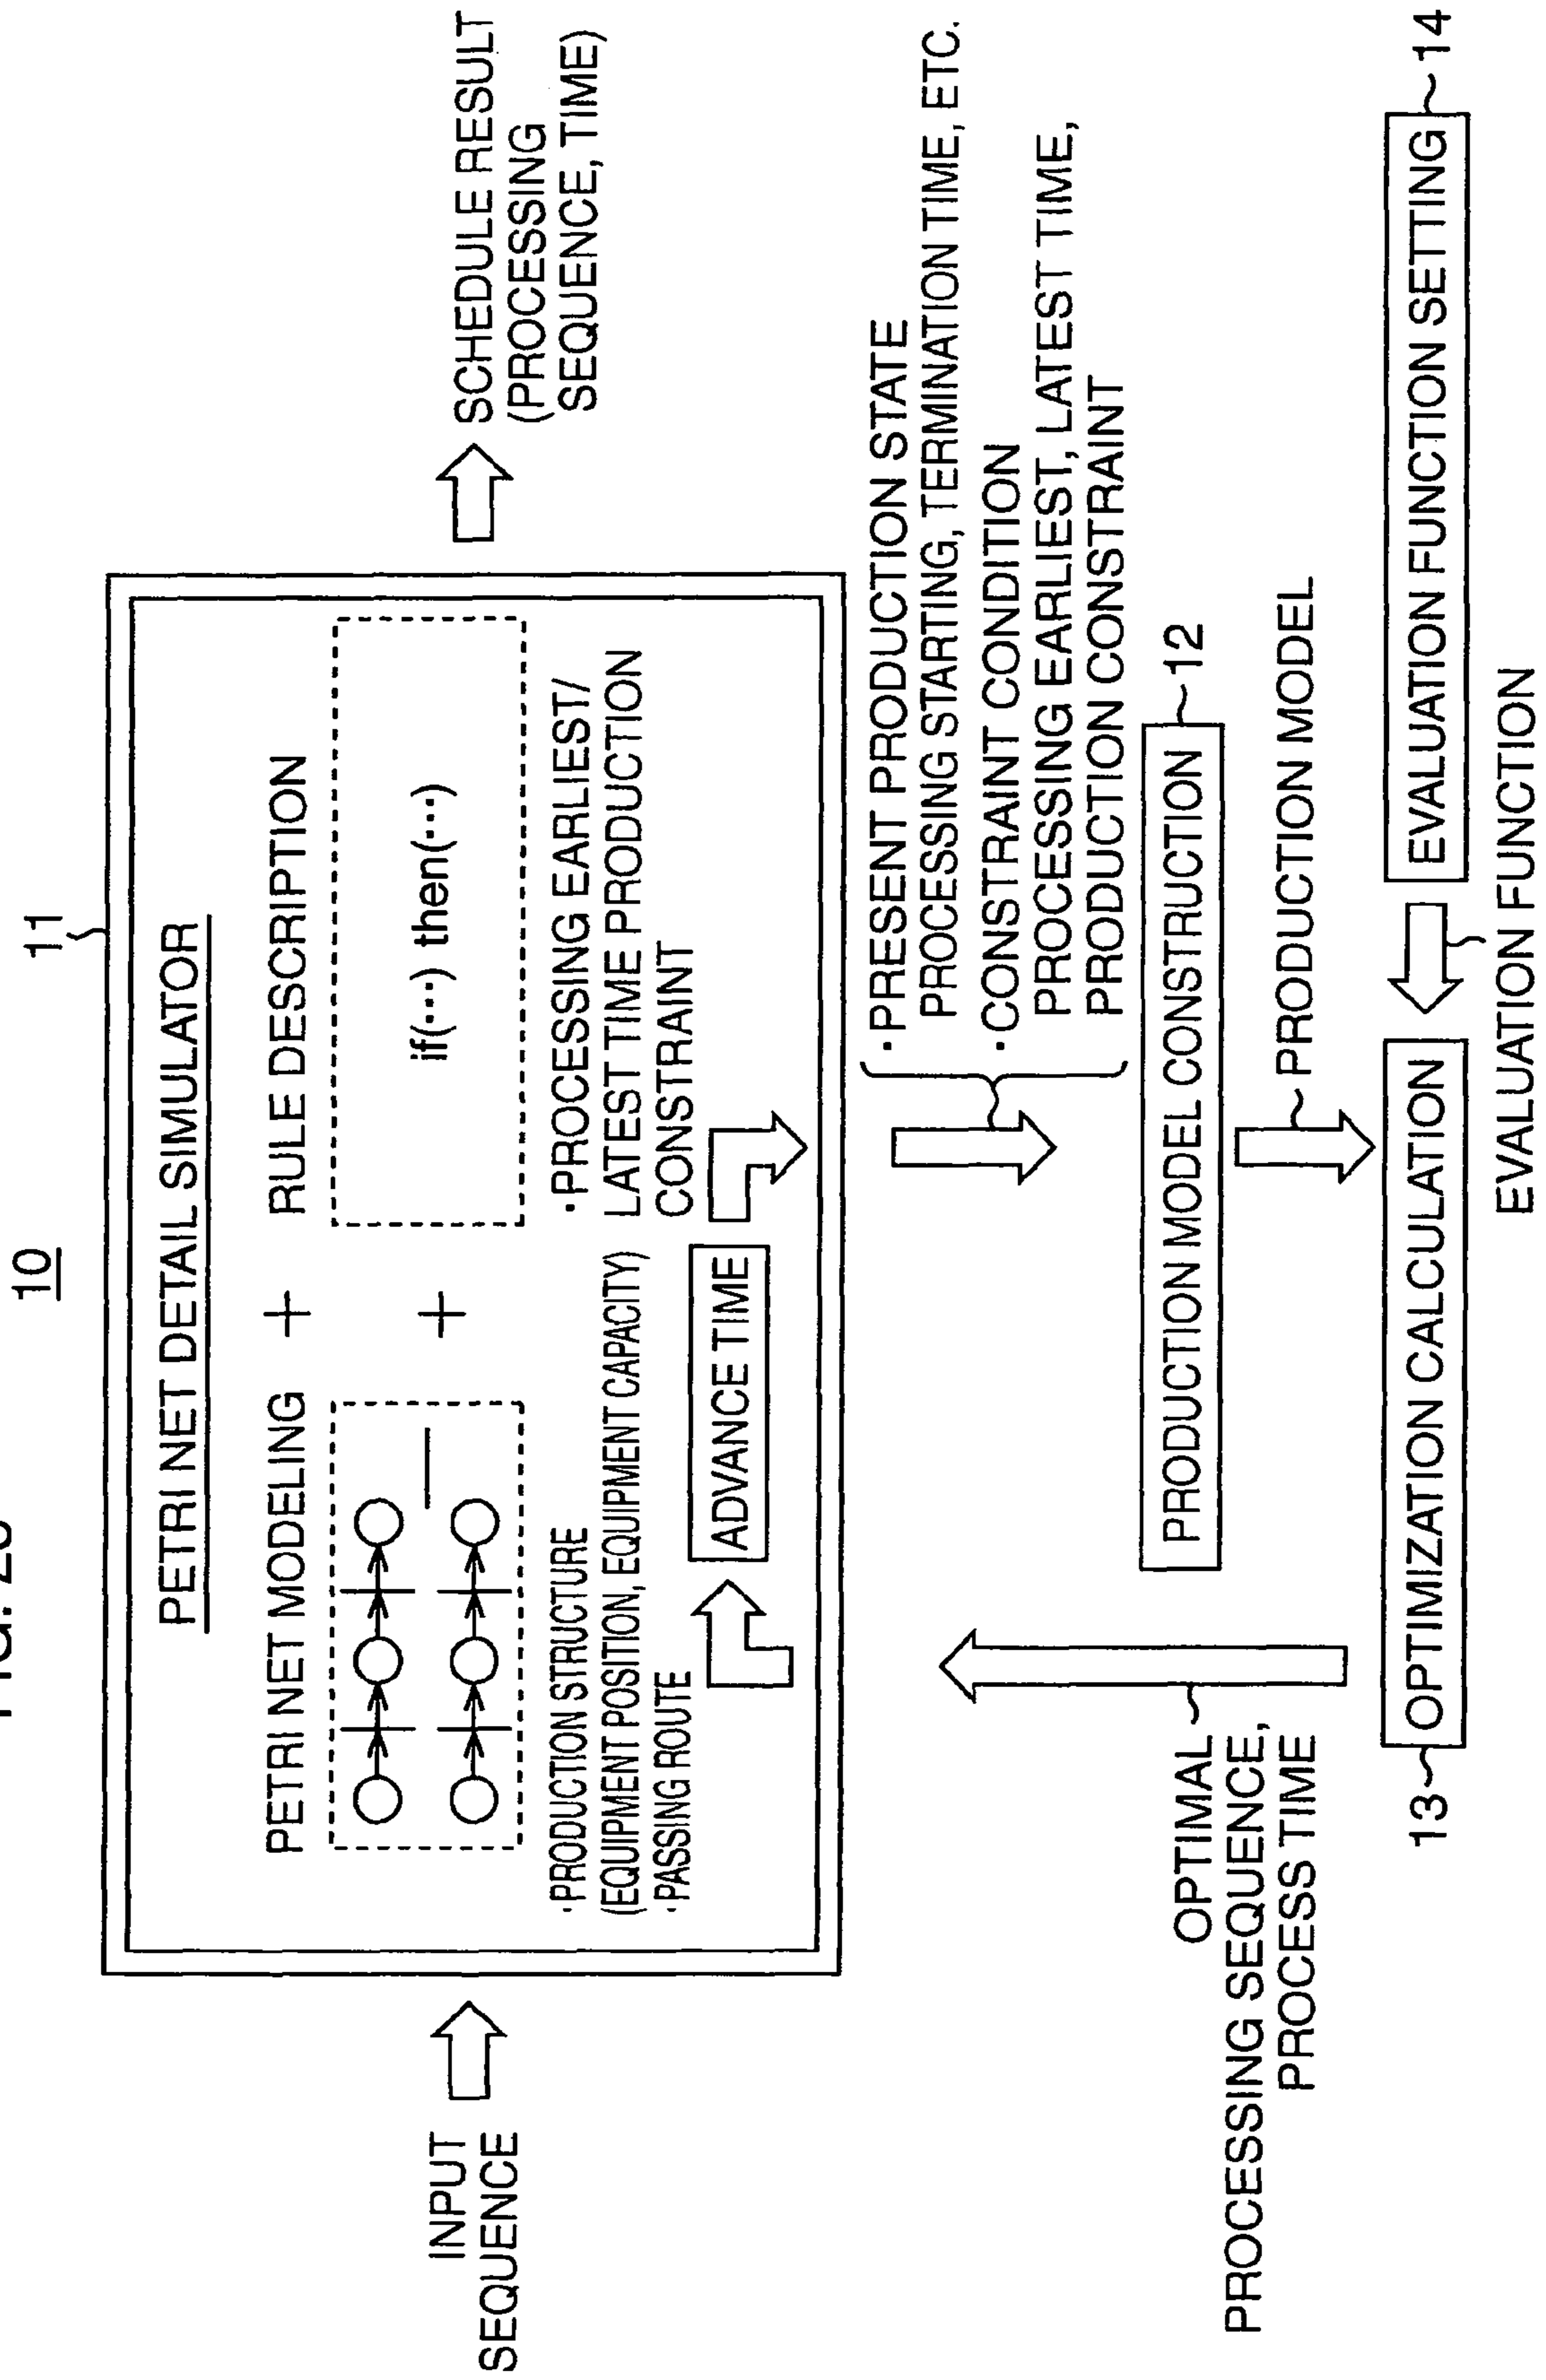 10
11
PETRI NET DETAIL SIMULATOR
PETRI NET MODELING + RULE DESCRIPTION
+
if(···) then(···)
·PRODUCTION STRUCTURE
(EQUIPMENT POSITION, EQUIPMENT CAPACITY)
·PASSING ROUTE
·PROCESSING EARLIEST/
LATEST TIME PRODUCTION
CONSTRAINT
ADVANCE TIME
INPUT
SEQUENCE
SCHEDULE RESULT
(PROCESSING
SEQUENCE, TIME)
·PRESENT PRODUCTION STATE
PROCESSING STARTING, TERMINATION TIME, ETC.
·CONSTRAINT CONDITION
PROCESSING EARLIEST, LATEST TIME,
PRODUCTION CONSTRAINT
PRODUCTION MODEL CONSTRUCTION
12
OPTIMAL
PROCESSING SEQUENCE,
PROCESS TIME
PRODUCTION MODEL
13
OPTIMIZATION CALCULATION
EVALUATION FUNCTION SETTING
14
EVALUATION FUNCTION